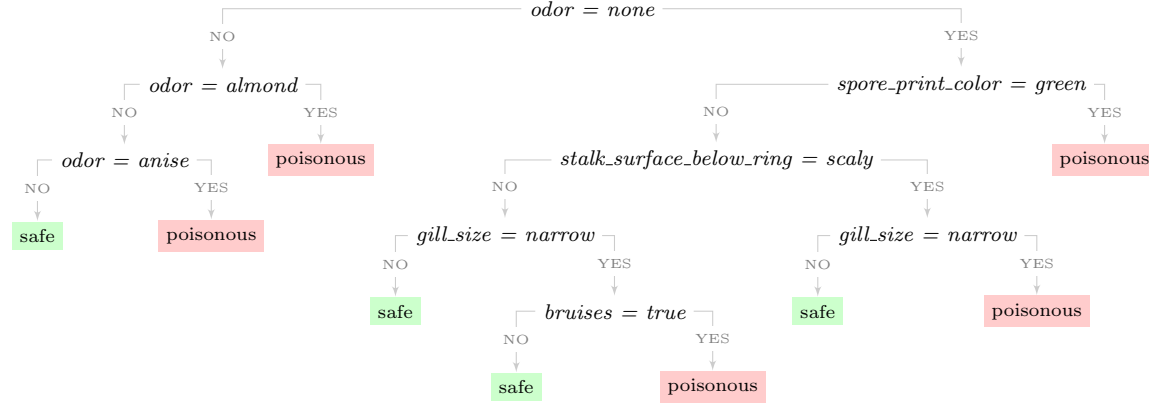 odor = none
NO YES
odor = almond spore_print_color = green
NO YES NO YES
odor = anise poisonous stalk_surface_below_ring = scaly poisonous
NO YES NO YES
safe poisonous gill_size = narrow gill_size = narrow
NO YES NO YES
safe bruises = true safe poisonous
NO YES
safe poisonous